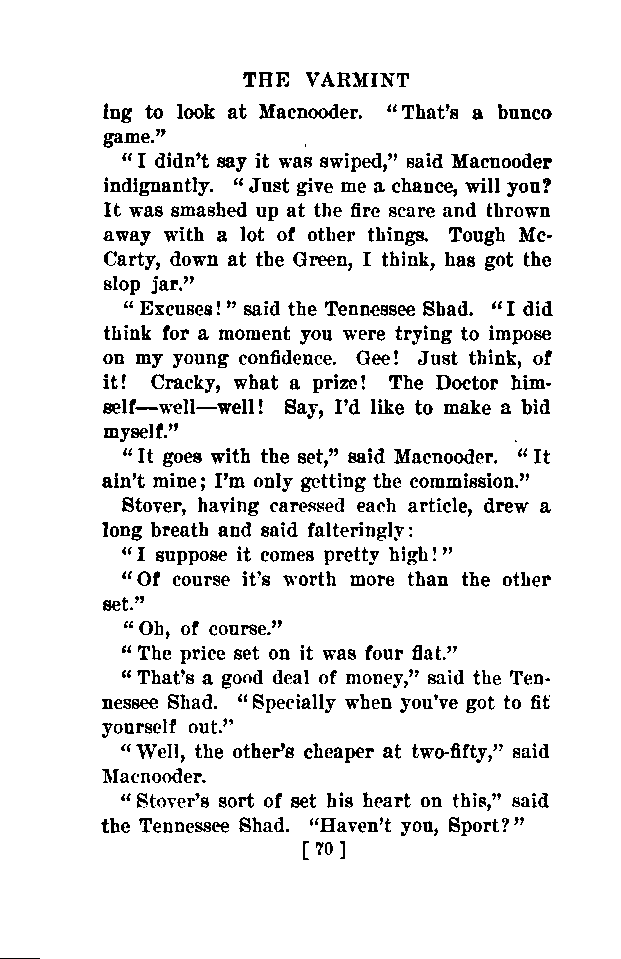 THE VARMINT
ing to look at Macnooder. "That's a bunco
game."
"I didn't say it was swiped," said Macnooder
indignantly. "Just give me a chance, will you?
It was smashed up at the fire scare and thrown
away with a lot of other things. Tough Mc-
Carty, down at the Green, I think, has got the
slop jar."
"Excuses!" said the Tennessee Shad. "I did
think for a moment you were trying to impose
on my young confidence. Gee! Just think, of
it! Cracky, what a prize! The Doctor him-
self—well—well! Say, I'd like to make a bid
myself."
"It goes with the set," said Macnooder. "It
ain't mine; I'm only getting the commission."
Stover, having caressed each article, drew a
long breath and said falteringly:
"I suppose it comes pretty high!"
"Of course it's worth more than the other
set."
"Oh, of course."
"The price set on it was four flat."
"That's a good deal of money," said the Ten-
nessee Shad. "Specially when you've got to fit
yourself out."
"Well, the other's cheaper at two-fifty," said
Macnooder.
"Stover's sort of set his heart on this," said
the Tennessee Shad. "Haven't you, Sport?"
[ 70 ]